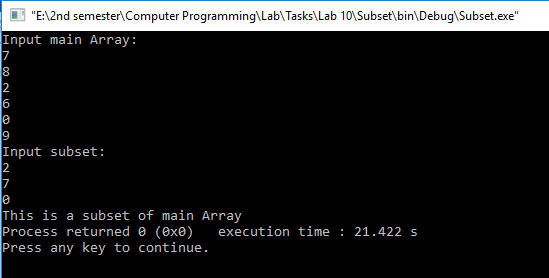 "E:\2nd semester\Computer Programming\Lab\Tasks\Lab 10\Subset\bin\Debug\Subset.exe"
Input main Array:
7
8
2
6
0
9
Input subset:
2
7
0
This is a subset of main Array
Process returned 0 (0x0)   execution time : 21.422 s
Press any key to continue.